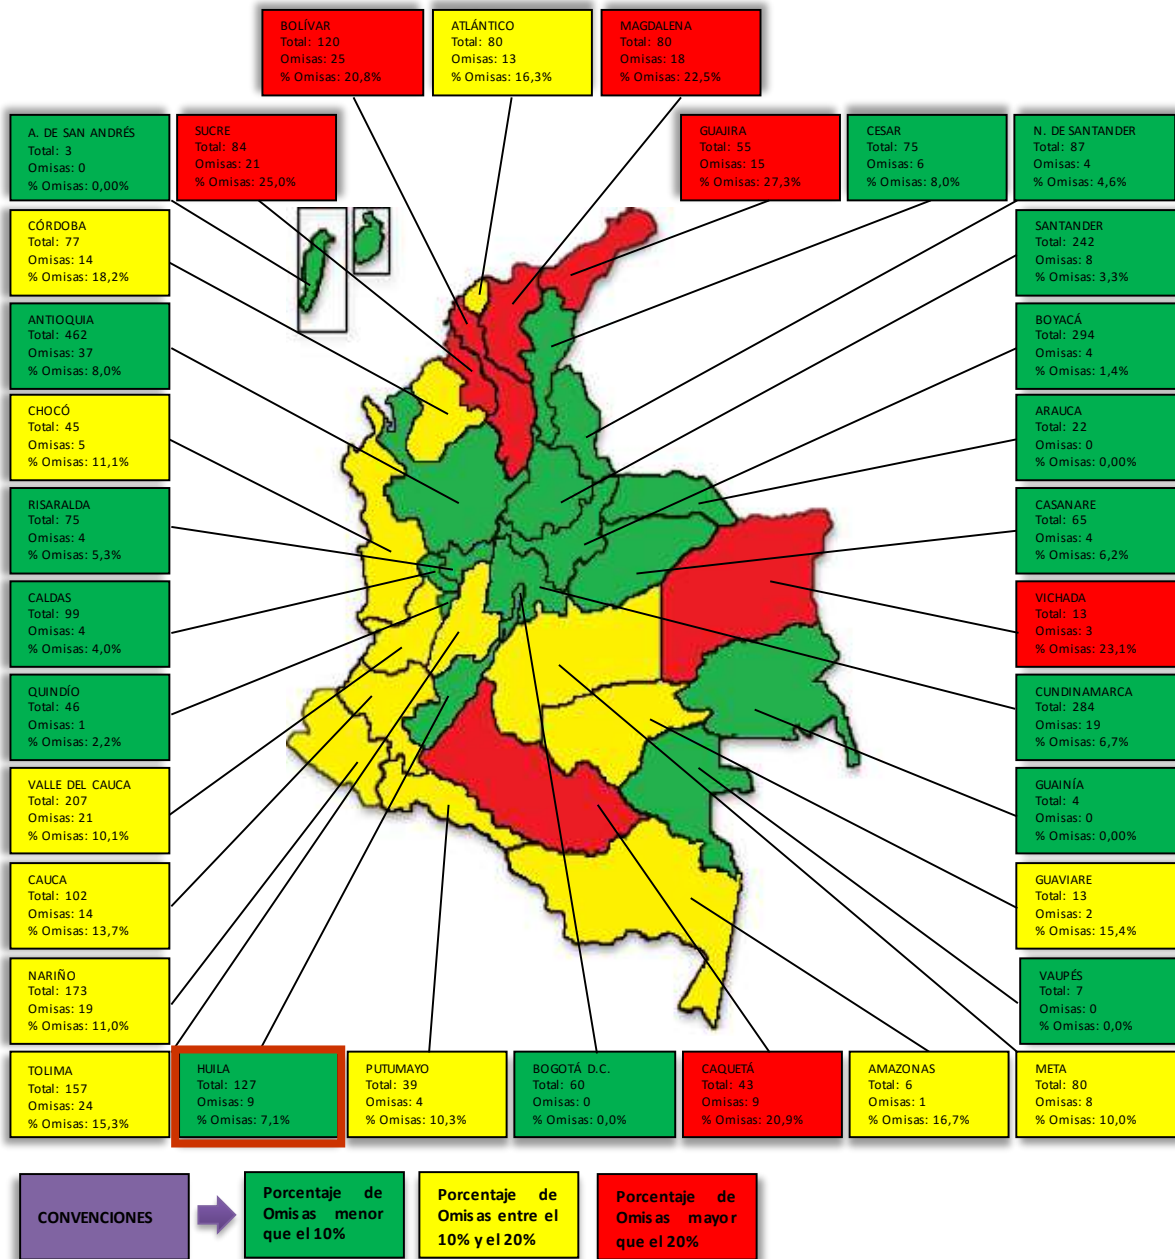 BOLÍVAR
Total: 120
Omisas: 25
% Omisas: 20,8%
ATLÁNTICO
Total: 80
Omisas: 13
% Omisas: 16,3%
MAGDALENA
Total: 80
Omisas: 18
% Omisas: 22,5%
A. DE SAN ANDRÉS
Total: 3
Omisas: 0
% Omisas: 0,00%
SUCRE
Total: 84
Omisas: 21
% Omisas: 25,0%
GUAJIRA
Total: 55
Omisas: 15
% Omisas: 27,3%
CESAR
Total: 75
Omisas: 6
% Omisas: 8,0%
N. DE SANTANDER
Total: 87
Omisas: 4
% Omisas: 4,6%
CÓRDOBA
Total: 77
Omisas: 14
% Omisas: 18,2%
SANTANDER
Total: 242
Omisas: 8
% Omisas: 3,3%
ANTIOQUIA
Total: 462
Omisas: 37
% Omisas: 8,0%
BOYACÁ
Total: 294
Omisas: 4
% Omisas: 1,4%
CHOCÓ
Total: 45
Omisas: 5
% Omisas: 11,1%
ARAUCA
Total: 22
Omisas: 0
% Omisas: 0,00%
RISARALDA
Total: 75
Omisas: 4
% Omisas: 5,3%
CASANARE
Total: 65
Omisas: 4
% Omisas: 6,2%
CALDAS
Total: 99
Omisas: 4
% Omisas: 4,0%
VICHADA
Total: 13
Omisas: 3
% Omisas: 23,1%
QUINDÍO
Total: 46
Omisas: 1
% Omisas: 2,2%
CUNDINAMARCA
Total: 284
Omisas: 19
% Omisas: 6,7%
VALLE DEL CAUCA
Total: 207
Omisas: 21
% Omisas: 10,1%
GUAINÍA
Total: 4
Omisas: 0
% Omisas: 0,00%
CAUCA
Total: 102
Omisas: 14
% Omisas: 13,7%
GUAVIARE
Total: 13
Omisas: 2
% Omisas: 15,4%
NARIÑO
Total: 173
Omisas: 19
% Omisas: 11,0%
VAUPÉS
Total: 7
Omisas: 0
% Omisas: 0,0%
TOLIMA
Total: 157
Omisas: 24
% Omisas: 15,3%
HUILA
Total: 127
Omisas: 9
% Omisas: 7,1%
PUTUMAYO
Total: 39
Omisas: 4
% Omisas: 10,3%
BOGOTÁ D.C.
Total: 60
Omisas: 0
% Omisas: 0,0%
CAQUETÁ
Total: 43
Omisas: 9
% Omisas: 20,9%
AMAZONAS
Total: 6
Omisas: 1
% Omisas: 16,7%
META
Total: 80
Omisas: 8
% Omisas: 10,0%
CONVENCIONES
Porcentaje de
Omisas menor
que el 10%
Porcentaje de
Omisas entre el
10% y el 20%
Porcentaje de
Omisas mayor
que el 20%